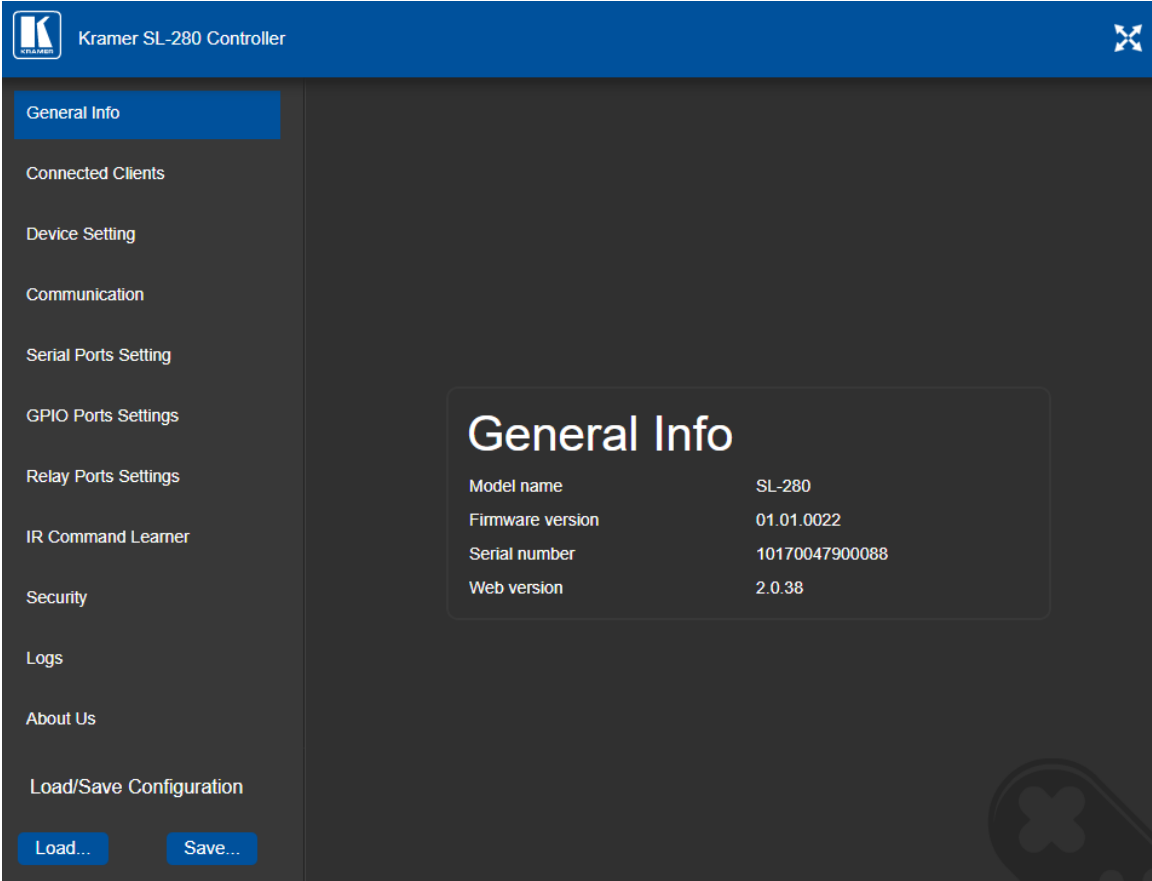 KRAMER
Kramer SL-280 Controller
General Info
Connected Clients
Device Setting
Communication
Serial Ports Setting
GPIO Ports Settings
Relay Ports Settings
IR Command Learner
Security
Logs
About Us
Load/Save Configuration
Load... Save...
General Info
Model name SL-280
Firmware version 01.01.0022
Serial number 10170047900088
Web version 2.0.38